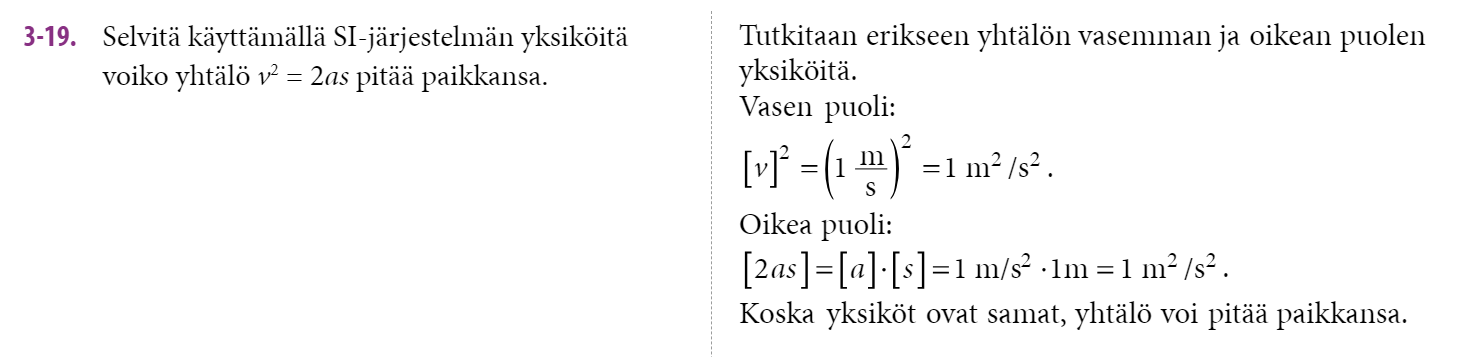 3-19. Selvitä käyttämällä SI-järjestelmän yksiköitä
voiko yhtälö v² = 2as pitää paikkansa.
Tutkitaan erikseen yhtälön vasemman ja oikean puolen
yksiköitä.
Vasen puoli:
[v]² = (1 m/s)² = 1 m²/s².
Oikea puoli:
[2as] = [a]·[s] = 1 m/s² · 1m = 1 m²/s².
Koska yksiköt ovat samat, yhtälö voi pitää paikkansa.